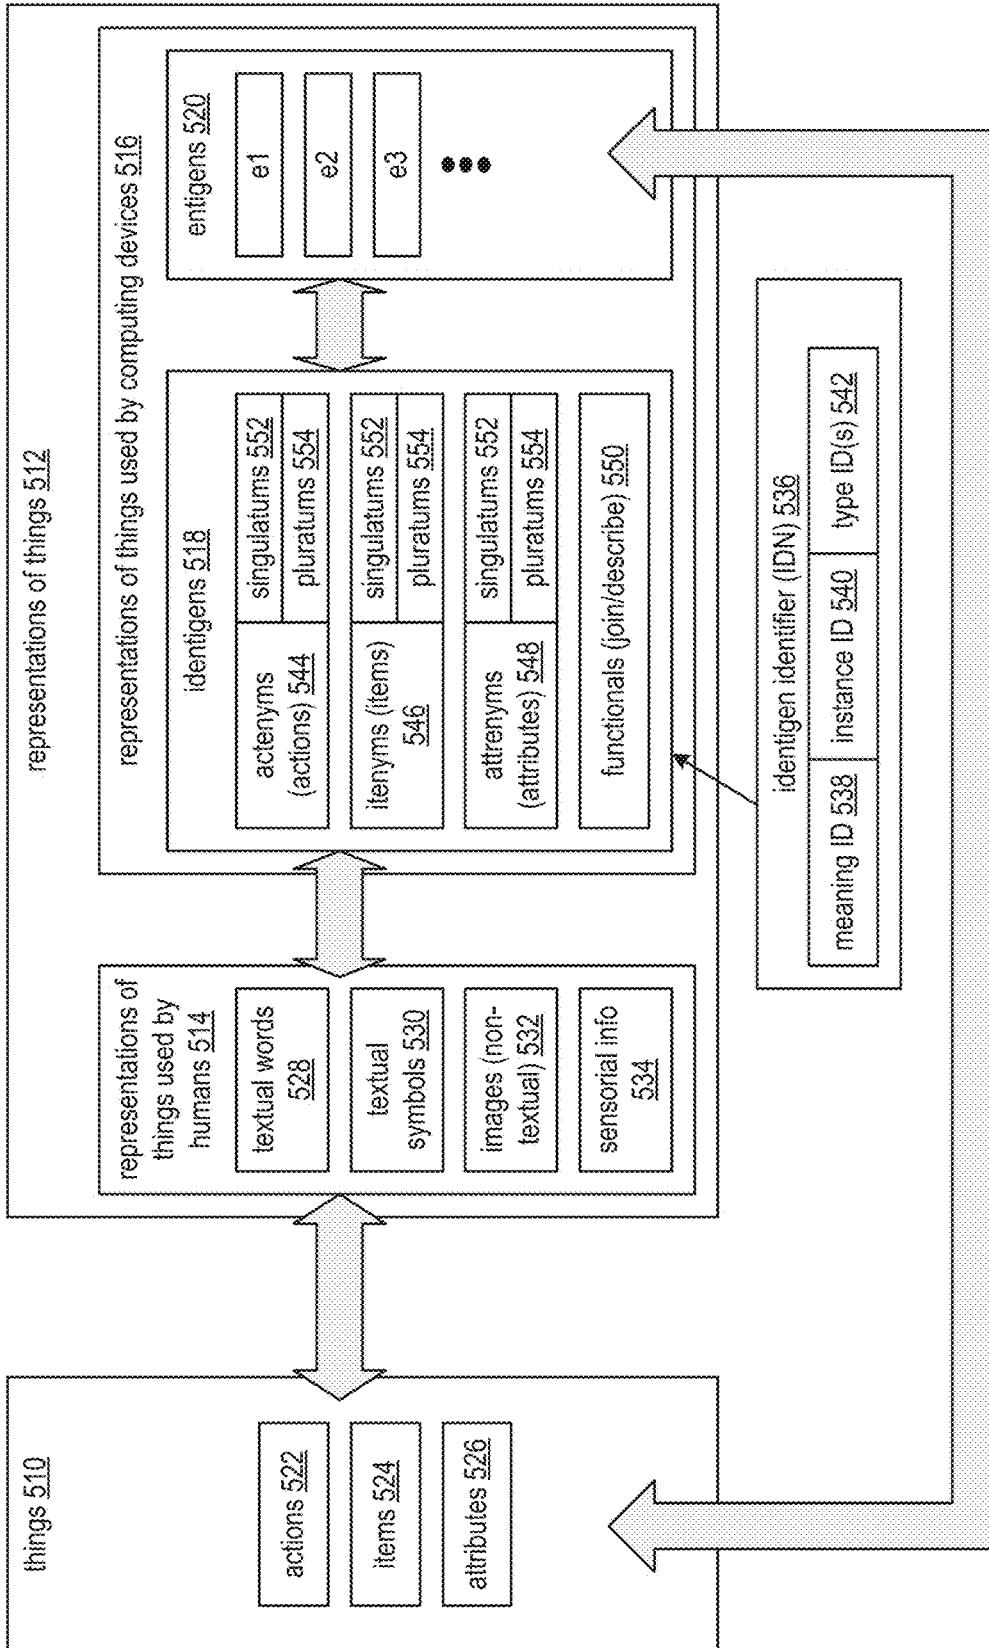 things 510
actions 522
items 524
attributes 526
representations of things 512
representations of
things used by
humans 514
textual words
528
textual
symbols 530
images (non-
textual) 532
sensorial info
534
representations of things used by computing devices 516
identigens 518
actenyms
(actions) 544
singulatums 552
pluratums 554
itenyms (items)
546
singulatums 552
pluratums 554
attrenyms
(attributes) 548
singulatums 552
pluratums 554
functionals (join/describe) 550
entigens 520
e1
e2
e3
identigen identifier (IDN) 536
meaning ID 538
instance ID 540
type ID(s) 542